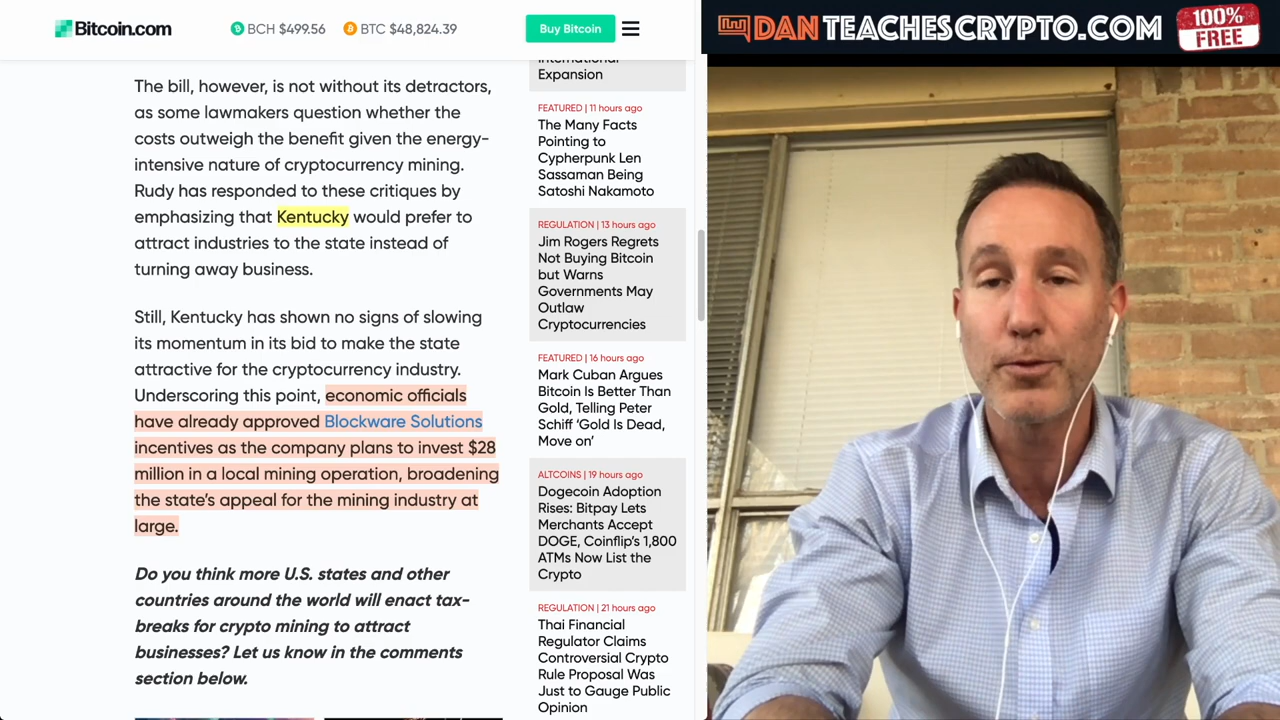 Bitcoin.com
BCH $499.56
BTC $48,824.39
Buy Bitcoin
The bill, however, is not without its detractors,
as some lawmakers question whether the
costs outweigh the benefit given the energy-
intensive nature of cryptocurrency mining.
Rudy has responded to these critiques by
emphasizing that Kentucky would prefer to
attract industries to the state instead of
turning away business.
Still, Kentucky has shown no signs of slowing
its momentum in its bid to make the state
attractive for the cryptocurrency industry.
Underscoring this point, economic officials
have already approved Blockware Solutions
incentives as the company plans to invest $28
million in a local mining operation, broadening
the state's appeal for the mining industry at
large.
Do you think more U.S. states and other
countries around the world will enact tax-
breaks for crypto mining to attract
businesses? Let us know in the comments
section below.
International
Expansion
FEATURED | 11 hours ago
The Many Facts
Pointing to
Cypherpunk Len
Sassaman Being
Satoshi Nakamoto
REGULATION | 13 hours ago
Jim Rogers Regrets
Not Buying Bitcoin
but Warns
Governments May
Outlaw
Cryptocurrencies
FEATURED | 16 hours ago
Mark Cuban Argues
Bitcoin Is Better Than
Gold, Telling Peter
Schiff 'Gold Is Dead,
Move on'
ALTCOINS | 19 hours ago
Dogecoin Adoption
Rises: Bitpay Lets
Merchants Accept
DOGE, Coinflip's 1,800
ATMs Now List the
Crypto
REGULATION | 21 hours ago
Thai Financial
Regulator Claims
Controversial Crypto
Rule Proposal Was
Just to Gauge Public
Opinion
DANTEACHESCRYPTO.COM
100%
FREE